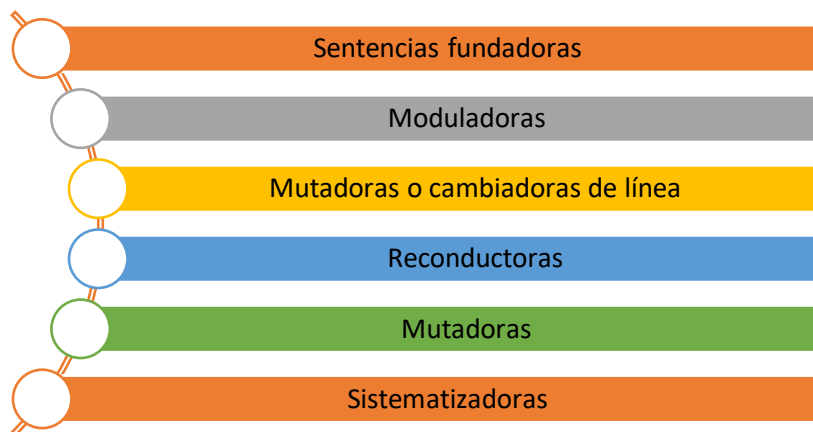 Sentencias fundadoras
Moduladoras
Mutadoras o cambiadoras de línea
Reconductoras
Mutadoras
Sistematizadoras